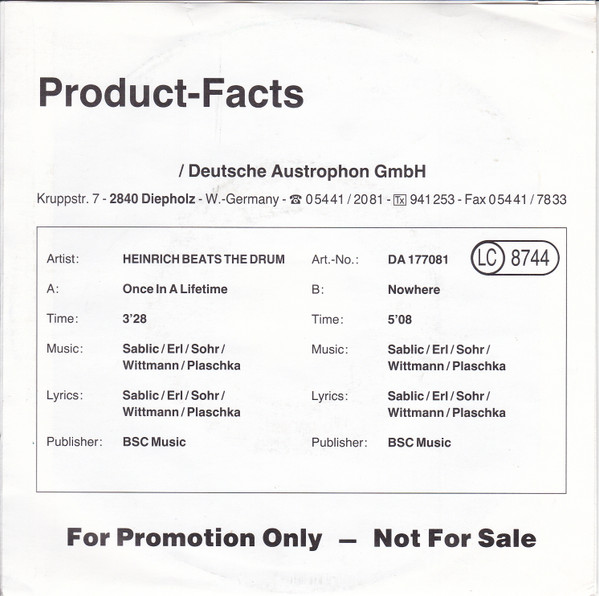 Product-Facts
/ Deutsche Austrophon GmbH
Kruppstr. 7 - 2840 Diepholz - W.-Germany - ☎ 05441/2081 - Tx 941253 - Fax 05441/7833
Artist: HEINRICH BEATS THE DRUM Art.-No.: DA 177081 LC 8744
A: Once In A Lifetime B: Nowhere
Time: 3'28 Time: 5'08
Music: Sablic/Erl/Sohr/ Music: Sablic/Erl/Sohr/
Wittmann/Plaschka Wittmann/Plaschka
Lyrics: Sablic/Erl/Sohr/ Lyrics: Sablic/Erl/Sohr/
Wittmann/Plaschka Wittmann/Plaschka
Publisher: BSC Music Publisher: BSC Music
For Promotion Only – Not For Sale